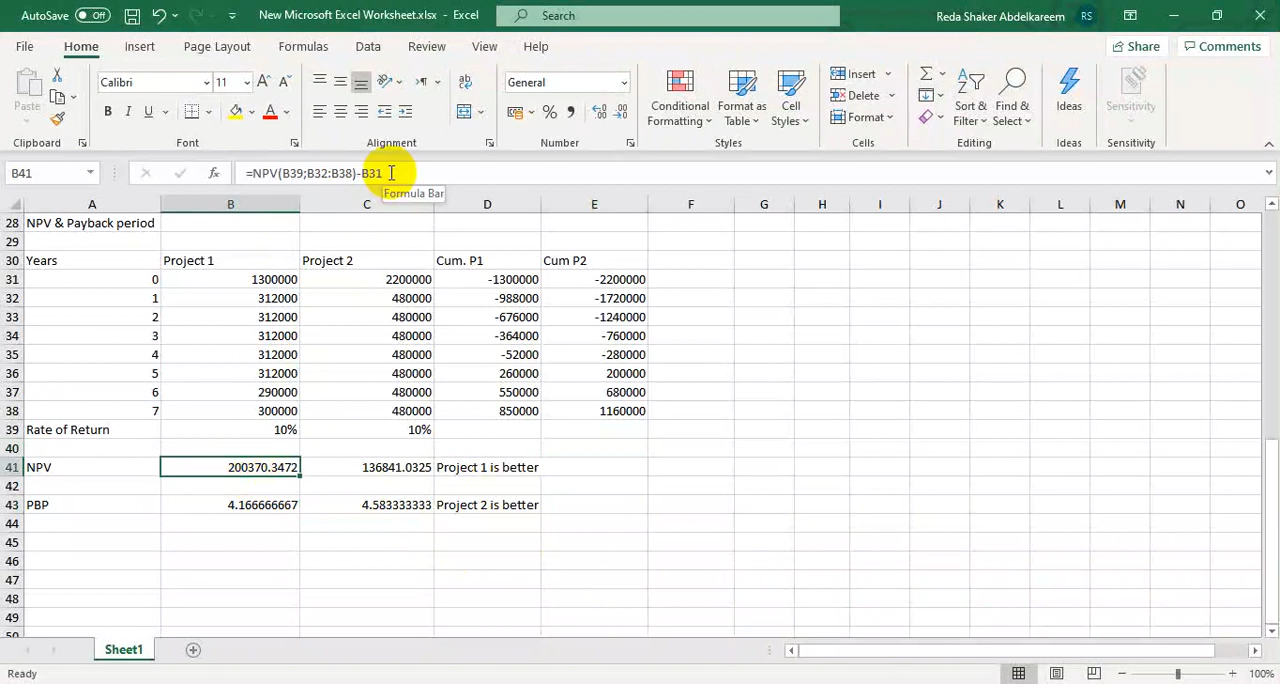 AutoSave Off New Microsoft Excel Worksheet.xlsx - Excel Search Reda Shaker Abdelkareem RS
File Home Insert Page Layout Formulas Data Review View Help Share Comments
Paste Calibri 11 General Conditional Formatting Format as Table Cell Styles Insert Delete Format Sort & Filter Find & Select Ideas Sensitivity
Clipboard Font Alignment Number Styles Cells Editing Ideas Sensitivity
B41 fx =NPV(B39;B32:B38)-B31
Formula Bar
A B C D E F G H I J K L M N O
28 NPV & Payback period
29
30 Years Project 1 Project 2 Cum. P1 Cum P2
31 0 1300000 2200000 -1300000 -2200000
32 1 312000 480000 -988000 -1720000
33 2 312000 480000 -676000 -1240000
34 3 312000 480000 -364000 -760000
35 4 312000 480000 -52000 -280000
36 5 312000 480000 260000 200000
37 6 290000 480000 550000 680000
38 7 300000 480000 850000 1160000
39 Rate of Return 10% 10%
40
41 NPV 200370.3472 136841.0325 Project 1 is better
42
43 PBP 4.166666667 4.583333333 Project 2 is better
44
45
46
47
48
49
50
Sheet1
Ready 100%